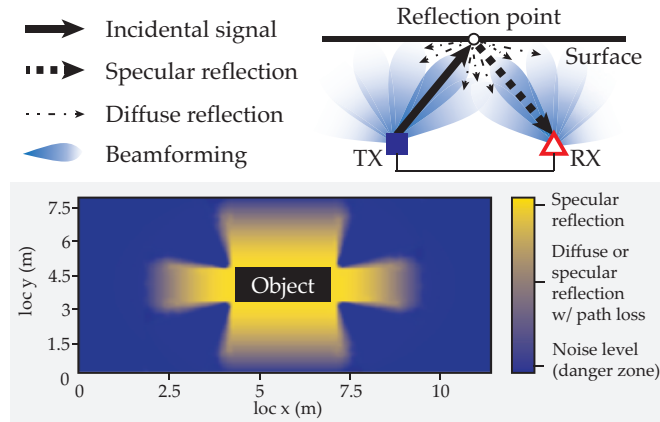 Incidental signal
Specular reflection
Diffuse reflection
Beamforming
Reflection point
Surface
TX
RX
loc y (m)
7.5
6
4.5
3
1.5
0
Object
0
2.5
5
7.5
10
loc x (m)
Specular
reflection
Diffuse or
specular
reflection
w/ path loss
Noise level
(danger zone)